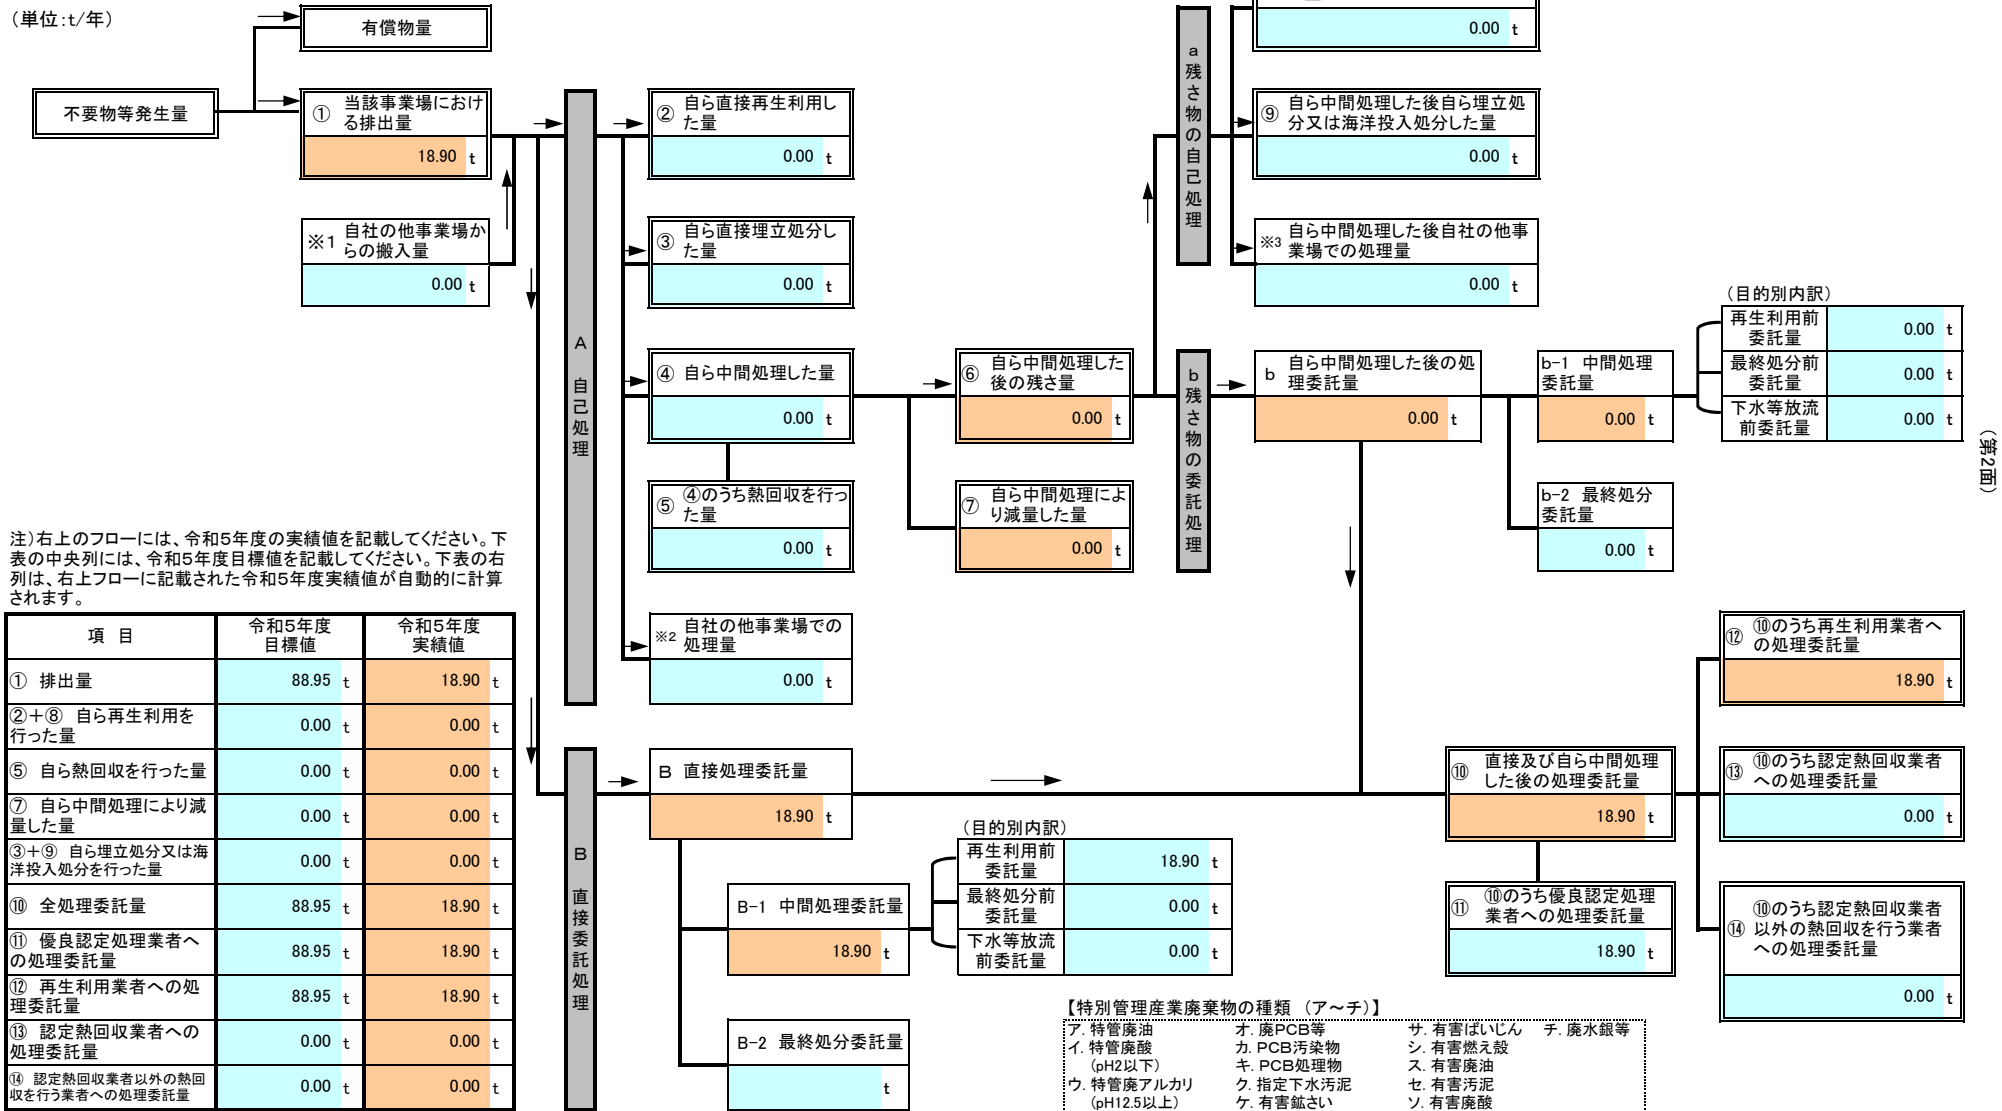 (単位:t/年)
有償物量
不要物等発生量
① 当該事業場におけ
る排出量
18.90 t
※1 自社の他事業場か
らの搬入量
0.00 t
A 自己処理
② 自ら直接再生利用し
た量
0.00 t
③ 自ら直接埋立処分し
た量
0.00 t
④ 自ら中間処理した量
0.00 t
⑤ ④のうち熱回収を行っ
た量
0.00 t
※2 自社の他事業場での
処理量
0.00 t
⑥ 自ら中間処理した
後の残さ量
0.00 t
⑦ 自ら中間処理によ
り減量した量
0.00 t
a 残さ物の自己処理
0.00 t
⑨ 自ら中間処理した後自ら埋立処
分又は海洋投入処分した量
0.00 t
※3 自ら中間処理した後自社の他事
業場での処理量
0.00 t
b 残さ物の委託処理
b 自ら中間処理した後の処
理委託量
0.00 t
b-1 中間処理
委託量
0.00 t
(目的別内訳)
再生利用前
委託量
0.00 t
最終処分前
委託量
0.00 t
下水等放流
前委託量
0.00 t
b-2 最終処分
委託量
0.00 t
(第2面)
注)右上のフローには、令和5年度の実績値を記載してください。下
表の中央列には、令和5年度目標値を記載してください。下表の右
列は、右上フローに記載された令和5年度実績値が自動的に計算
されます。
項 目 令和5年度
目標値 令和5年度
実績値
① 排出量 88.95 t 18.90 t
②+⑧ 自ら再生利用を
行った量 0.00 t 0.00 t
⑤ 自ら熱回収を行った量 0.00 t 0.00 t
⑦ 自ら中間処理により減
量した量 0.00 t 0.00 t
③+⑨ 自ら埋立処分又は海
洋投入処分を行った量 0.00 t 0.00 t
⑩ 全処理委託量 88.95 t 18.90 t
⑪ 優良認定処理業者へ
の処理委託量 88.95 t 18.90 t
⑫ 再生利用業者への処
理委託量 88.95 t 18.90 t
⑬ 認定熱回収業者への
処理委託量 0.00 t 0.00 t
⑭ 認定熱回収業者以外の熱回
収を行う業者への処理委託量 0.00 t 0.00 t
B 直接委託処理
B 直接処理委託量
18.90 t
B-1 中間処理委託量
18.90 t
(目的別内訳)
再生利用前
委託量
18.90 t
最終処分前
委託量
0.00 t
下水等放流
前委託量
0.00 t
B-2 最終処分委託量
t
⑩ 直接及び自ら中間処理
した後の処理委託量
18.90 t
⑪ ⑩のうち優良認定処理
業者への処理委託量
18.90 t
⑫ ⑩のうち再生利用業者へ
の処理委託量
18.90 t
⑬ ⑩のうち認定熱回収業者
への処理委託量
0.00 t
⑭ ⑩のうち認定熱回収業者
以外の熱回収を行う業者
への処理委託量
0.00 t
【特別管理産業廃棄物の種類 (ア～チ)】
ア. 特管廃油 オ. 廃PCB等 サ. 有害ばいじん チ. 廃水銀等
イ. 特管廃酸 カ. PCB汚染物 シ. 有害燃え殻
(pH2以下) キ. PCB処理物 ス. 有害廃油
ウ. 特管廃アルカリ ク. 指定下水汚泥 セ. 有害汚泥
(pH12.5以上) ケ. 有害鉱さい ソ. 有害廃酸